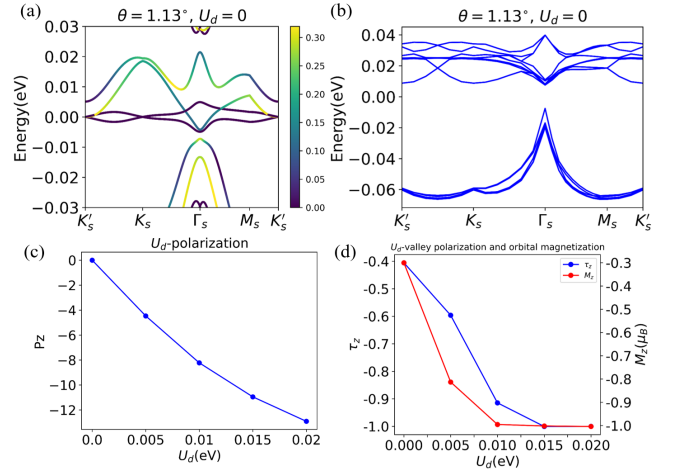 (a)
θ = 1.13°, U_d = 0
0.03
0.02
0.01
0.00
−0.01
−0.02
−0.03
Energy(eV)
K′_s
K_s
Γ_s
M_s
K′_s
0.30
0.25
0.20
0.15
0.10
0.05
0.00
(b)
θ = 1.13°, U_d = 0
0.04
0.02
0.00
−0.02
−0.04
−0.06
Energy(eV)
K′_s
K_s
Γ_s
M_s
K′_s
(c)
U_d-polarization
0
−2
−4
−6
−8
−10
−12
Pz
0.0
0.005
0.01
0.015
0.02
U_d(eV)
(d)
U_d-valley polarization and orbital magnetization
τ_z
M_z
-0.4
-0.5
-0.6
-0.7
-0.8
-0.9
-1.0
τ_z
-0.3
-0.4
-0.5
-0.6
-0.7
-0.8
-0.9
-1.0
M_z(μ_B)
0.000
0.005
0.010
0.015
0.020
U_d(eV)